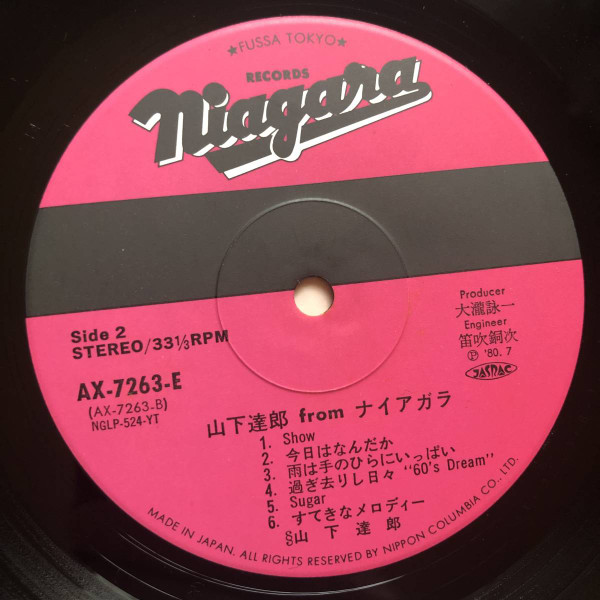 ★FUSSA TOKYO★
RECORDS
Niagara
Side 2
STEREO/33⅓RPM
AX-7263-E
(AX-7263-B)
NGLP-524-YT
Producer
大瀧詠一
Engineer
笛吹銅次
Ⓟ '80. 7
JASRAC
山下達郎 from ナイアガラ
1. Show
2. 今日はなんだか
3. 雨は手のひらにいっぱい
4. 過ぎ去りし日々 "60's Dream"
5. Sugar
6. すてきなメロディー
§山下達郎
MADE IN JAPAN. ALL RIGHTS RESERVED BY NIPPON COLUMBIA CO., LTD.